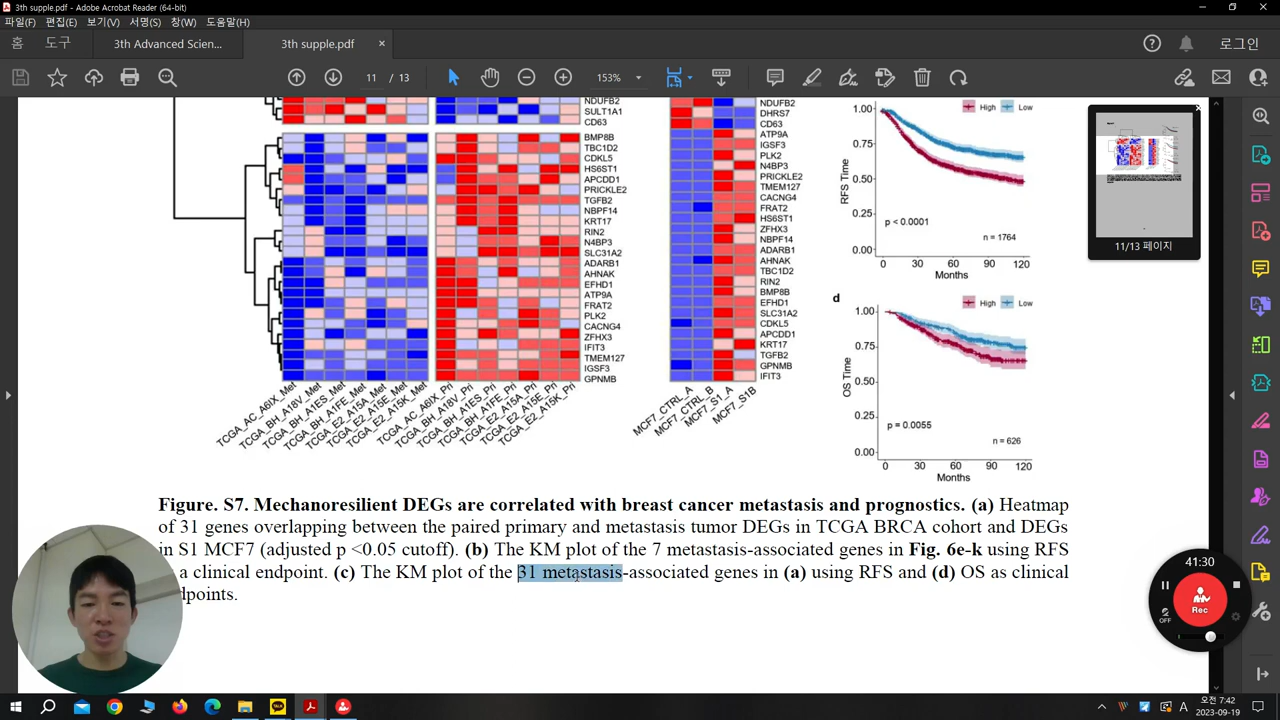 3th supple.pdf - Adobe Acrobat Reader (64-bit)
파일(F) 편집(E) 보기(V) 서명(S) 창(W) 도움말(H)
홈 도구 3th Advanced Scien... 3th supple.pdf × 로그인
11 / 13 153%
NDUFB2
SULT1A1
CD63
BMP8B
TBC1D2
CDKL5
HS6ST1
APCDD1
PRICKLE2
TGFB2
NBPF14
KRT17
RIN2
N4BP3
SLC31A2
ADARB1
AHNAK
EFHD1
ATP9A
FRAT2
PLK2
CACNG4
ZFHX3
IFIT3
TMEM127
IGSF3
GPNMB
TCGA_AC_A6IX_Met
TCGA_BH_A18V_Met
TCGA_BH_A1ES_Met
TCGA_BH_A1FE_Met
TCGA_E2_A15A_Met
TCGA_E2_A15E_Met
TCGA_E2_A15K_Met
TCGA_AC_A6IX_Pri
TCGA_BH_A18V_Pri
TCGA_BH_A1ES_Pri
TCGA_BH_A1FE_Pri
TCGA_E2_A15A_Pri
TCGA_E2_A15E_Pri
TCGA_E2_A15K_Pri
NDUFB2
DHRS7
CD63
ATP9A
IGSF3
PLK2
N4BP3
PRICKLE2
TMEM127
CACNG4
FRAT2
HS6ST1
ZFHX3
NBPF14
ADARB1
AHNAK
TBC1D2
RIN2
BMP8B
EFHD1
SLC31A2
CDKL5
APCDD1
KRT17
TGFB2
GPNMB
IFIT3
MCF7_CTRL_A
MCF7_CTRL_B
MCF7_S1_A
MCF7_S1B
High Low
1.00
0.75
0.50
0.25
0.00
RFS Time
p < 0.0001
n = 1764
0 30 60 90 120
Months
d
High Low
1.00
0.75
0.50
0.25
0.00
OS Time
p = 0.0055
n = 626
0 30 60 90 120
Months
11/13 페이지
Figure. S7. Mechanoresilient DEGs are correlated with breast cancer metastasis and prognostics. (a) Heatmap
of 31 genes overlapping between the paired primary and metastasis tumor DEGs in TCGA BRCA cohort and DEGs
in S1 MCF7 (adjusted p <0.05 cutoff). (b) The KM plot of the 7 metastasis-associated genes in Fig. 6e-k using RFS
a clinical endpoint. (c) The KM plot of the 31 metastasis-associated genes in (a) using RFS and (d) OS as clinical
dpoints.
41:30
Rec
OFF
TALK
A
오전 7:42
2023-09-19